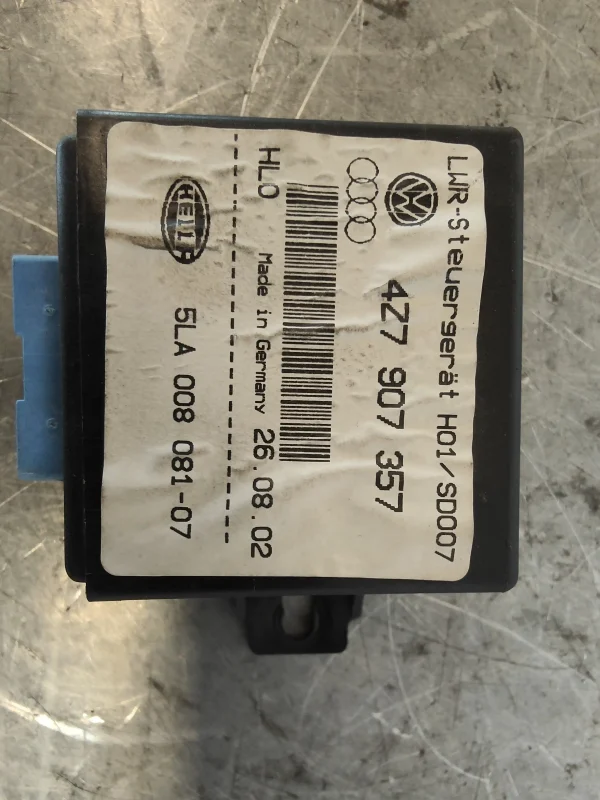 LWR-Steuergerät H01/SD007
4Z7 907 357
HLO Made in Germany 26.08.02
HELLA 5LA 008 081-07